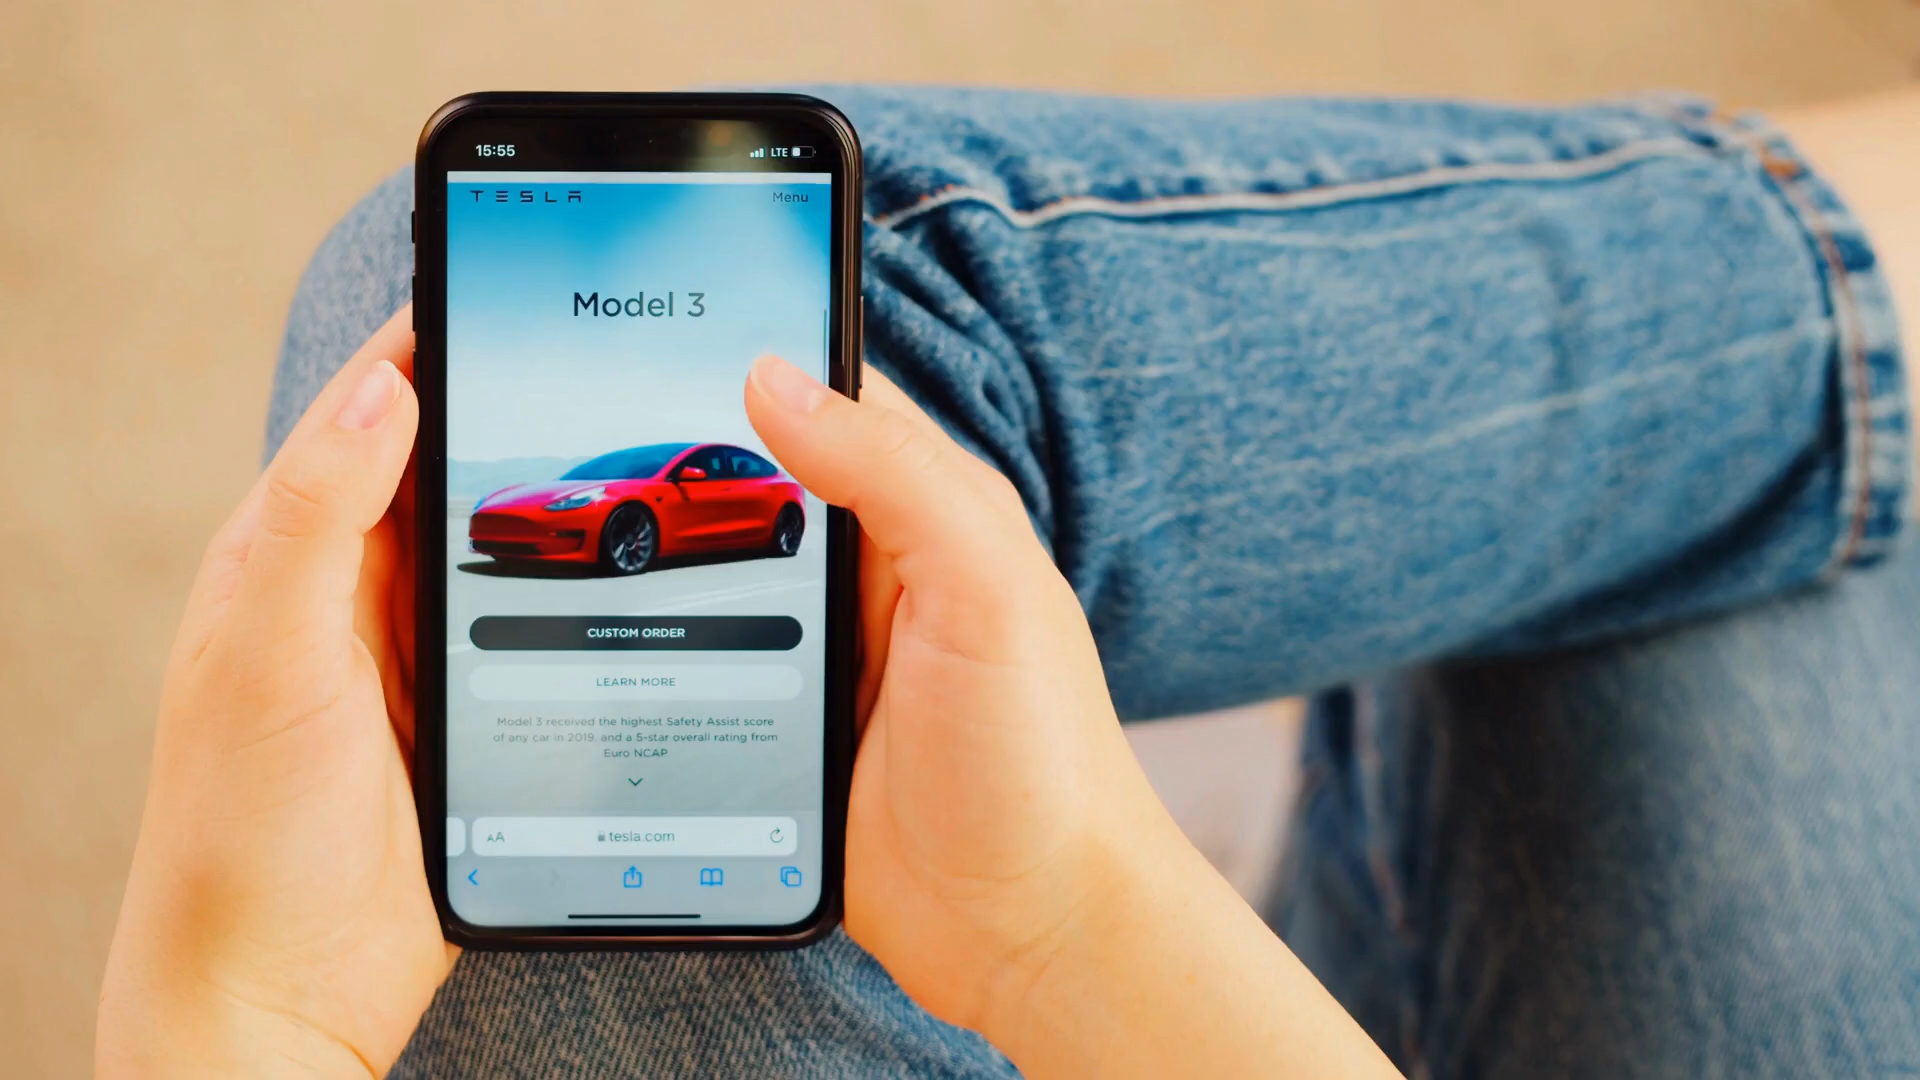 15:55 LTE
TESLA Menu
Model 3
CUSTOM ORDER
LEARN MORE
Model 3 received the highest Safety Assist score
of any car in 2019, and a 5-star overall rating from
Euro NCAP
AA tesla.com